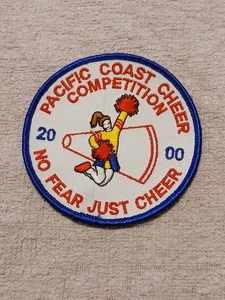 PACIFIC COAST CHEER
COMPETITION
20 00
NO FEAR JUST CHEER